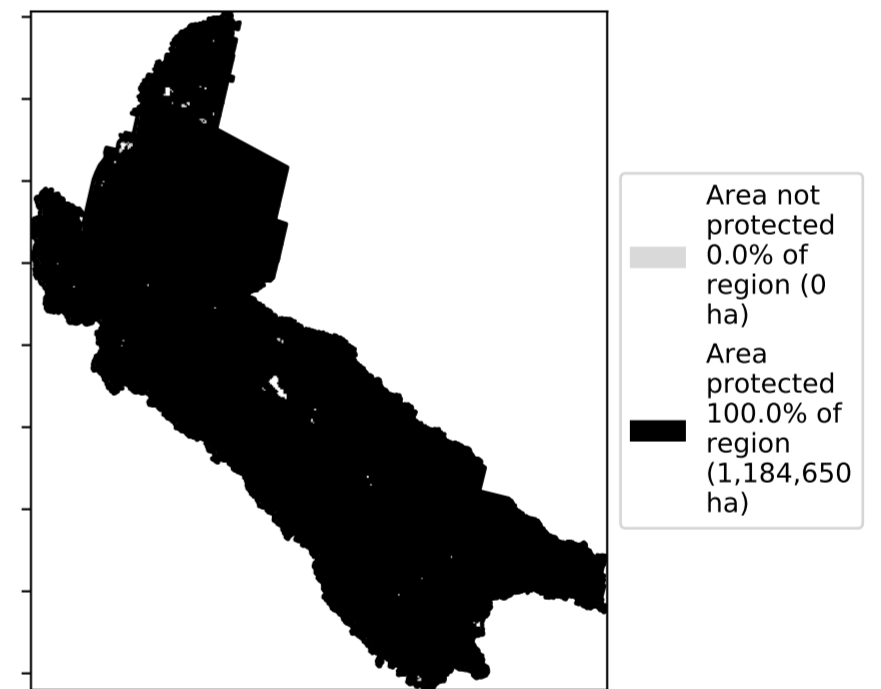 Area not
protected
0.0% of
region (0
ha)
Area
protected
100.0% of
region
(1,184,650
ha)